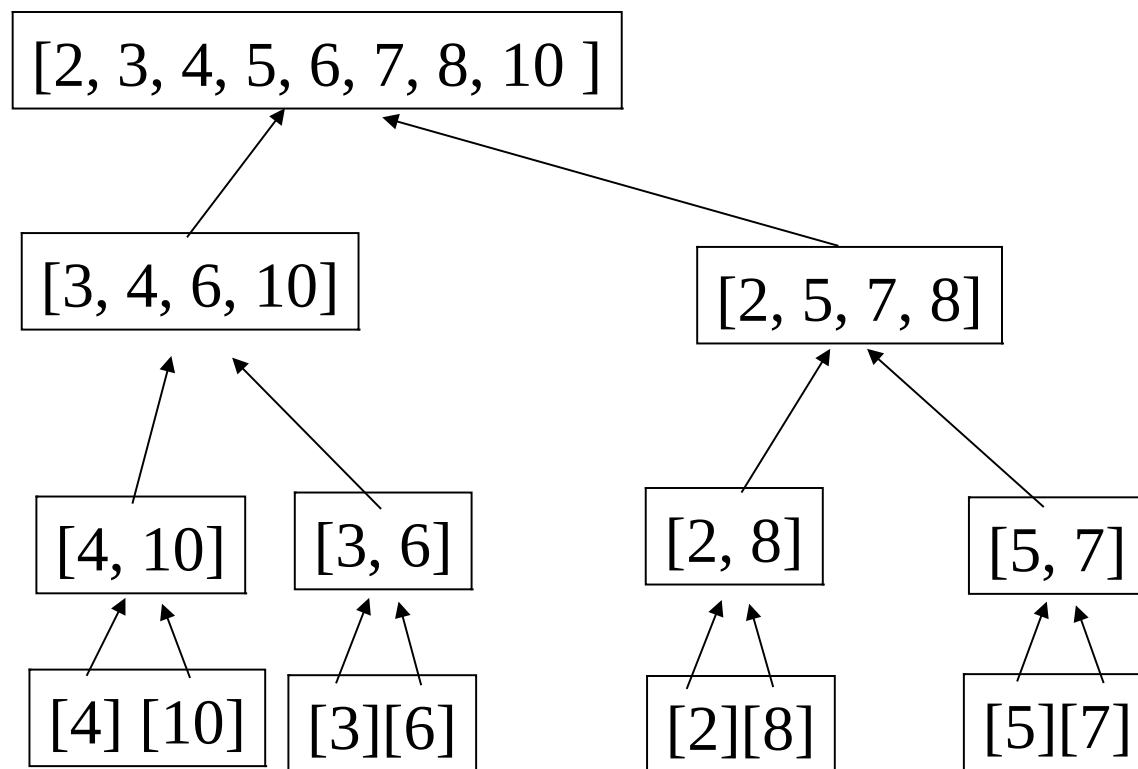 [2, 3, 4, 5, 6, 7, 8, 10 ]
[3, 4, 6, 10]
[2, 5, 7, 8]
[4, 10]
[3, 6]
[2, 8]
[5, 7]
[4] [10]
[3][6]
[2][8]
[5][7]